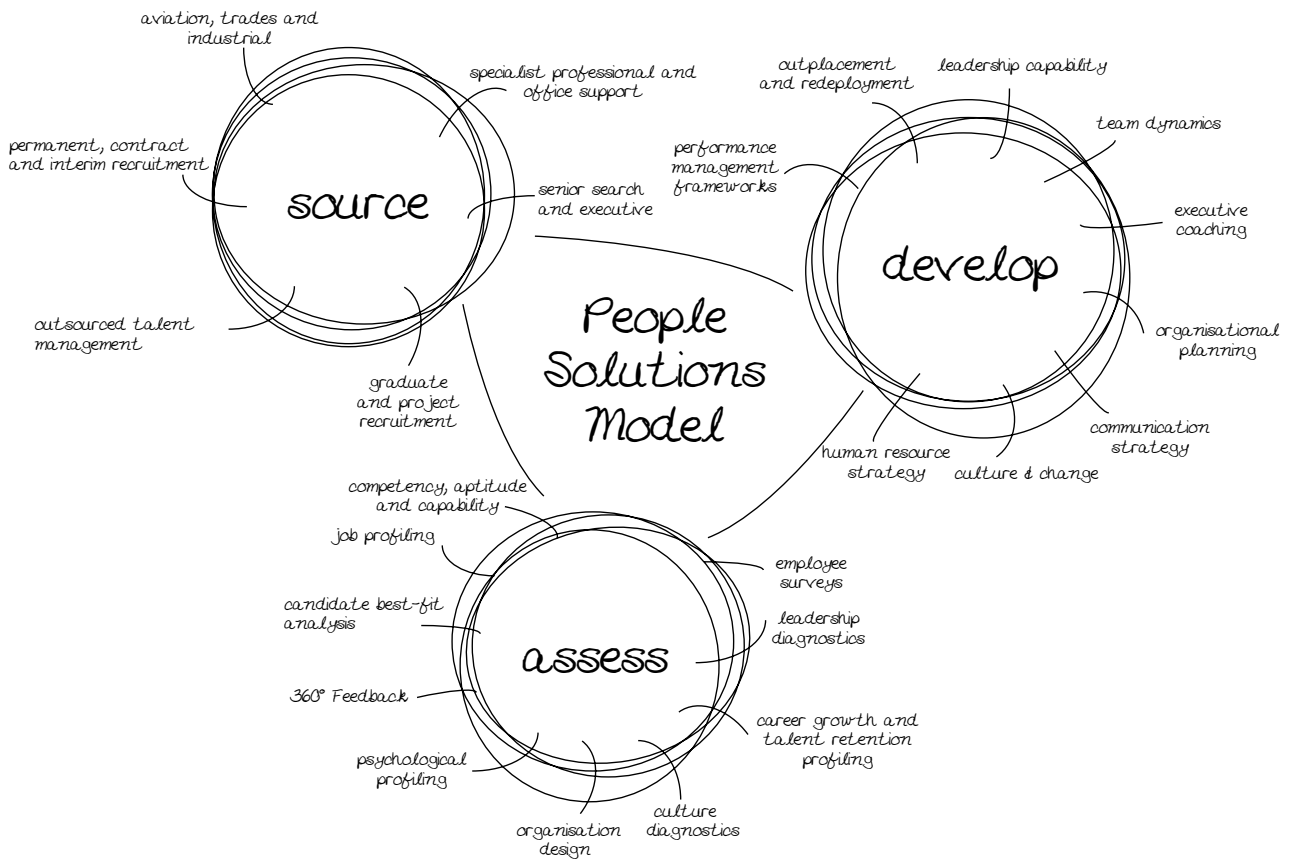 aviation, trades and
industrial
specialist professional and
office support
permanent, contract
and interim recruitment
source
senior search
and executive
outsourced talent
management
graduate
and project
recruitment
People
Solutions
Model
outplacement
and redeployment
leadership capability
team dynamics
performance
management
frameworks
executive
coaching
develop
organisational
planning
communication
strategy
human resource
strategy
culture & change
competency, aptitude
and capability
job profiling
employee
surveys
candidate best-fit
analysis
leadership
diagnostics
assess
360° Feedback
career growth and
talent retention
profiling
psychological
profiling
culture
diagnostics
organisation
design